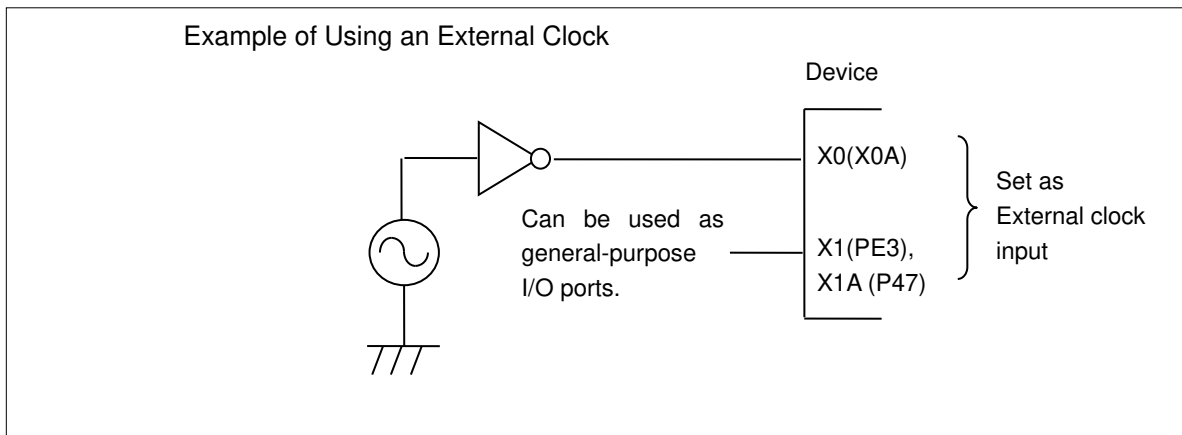 Example of Using an External Clock
Device
X0(X0A)
Can be used as
general-purpose
I/O ports.
X1(PE3),
X1A (P47)
Set as
External clock
input